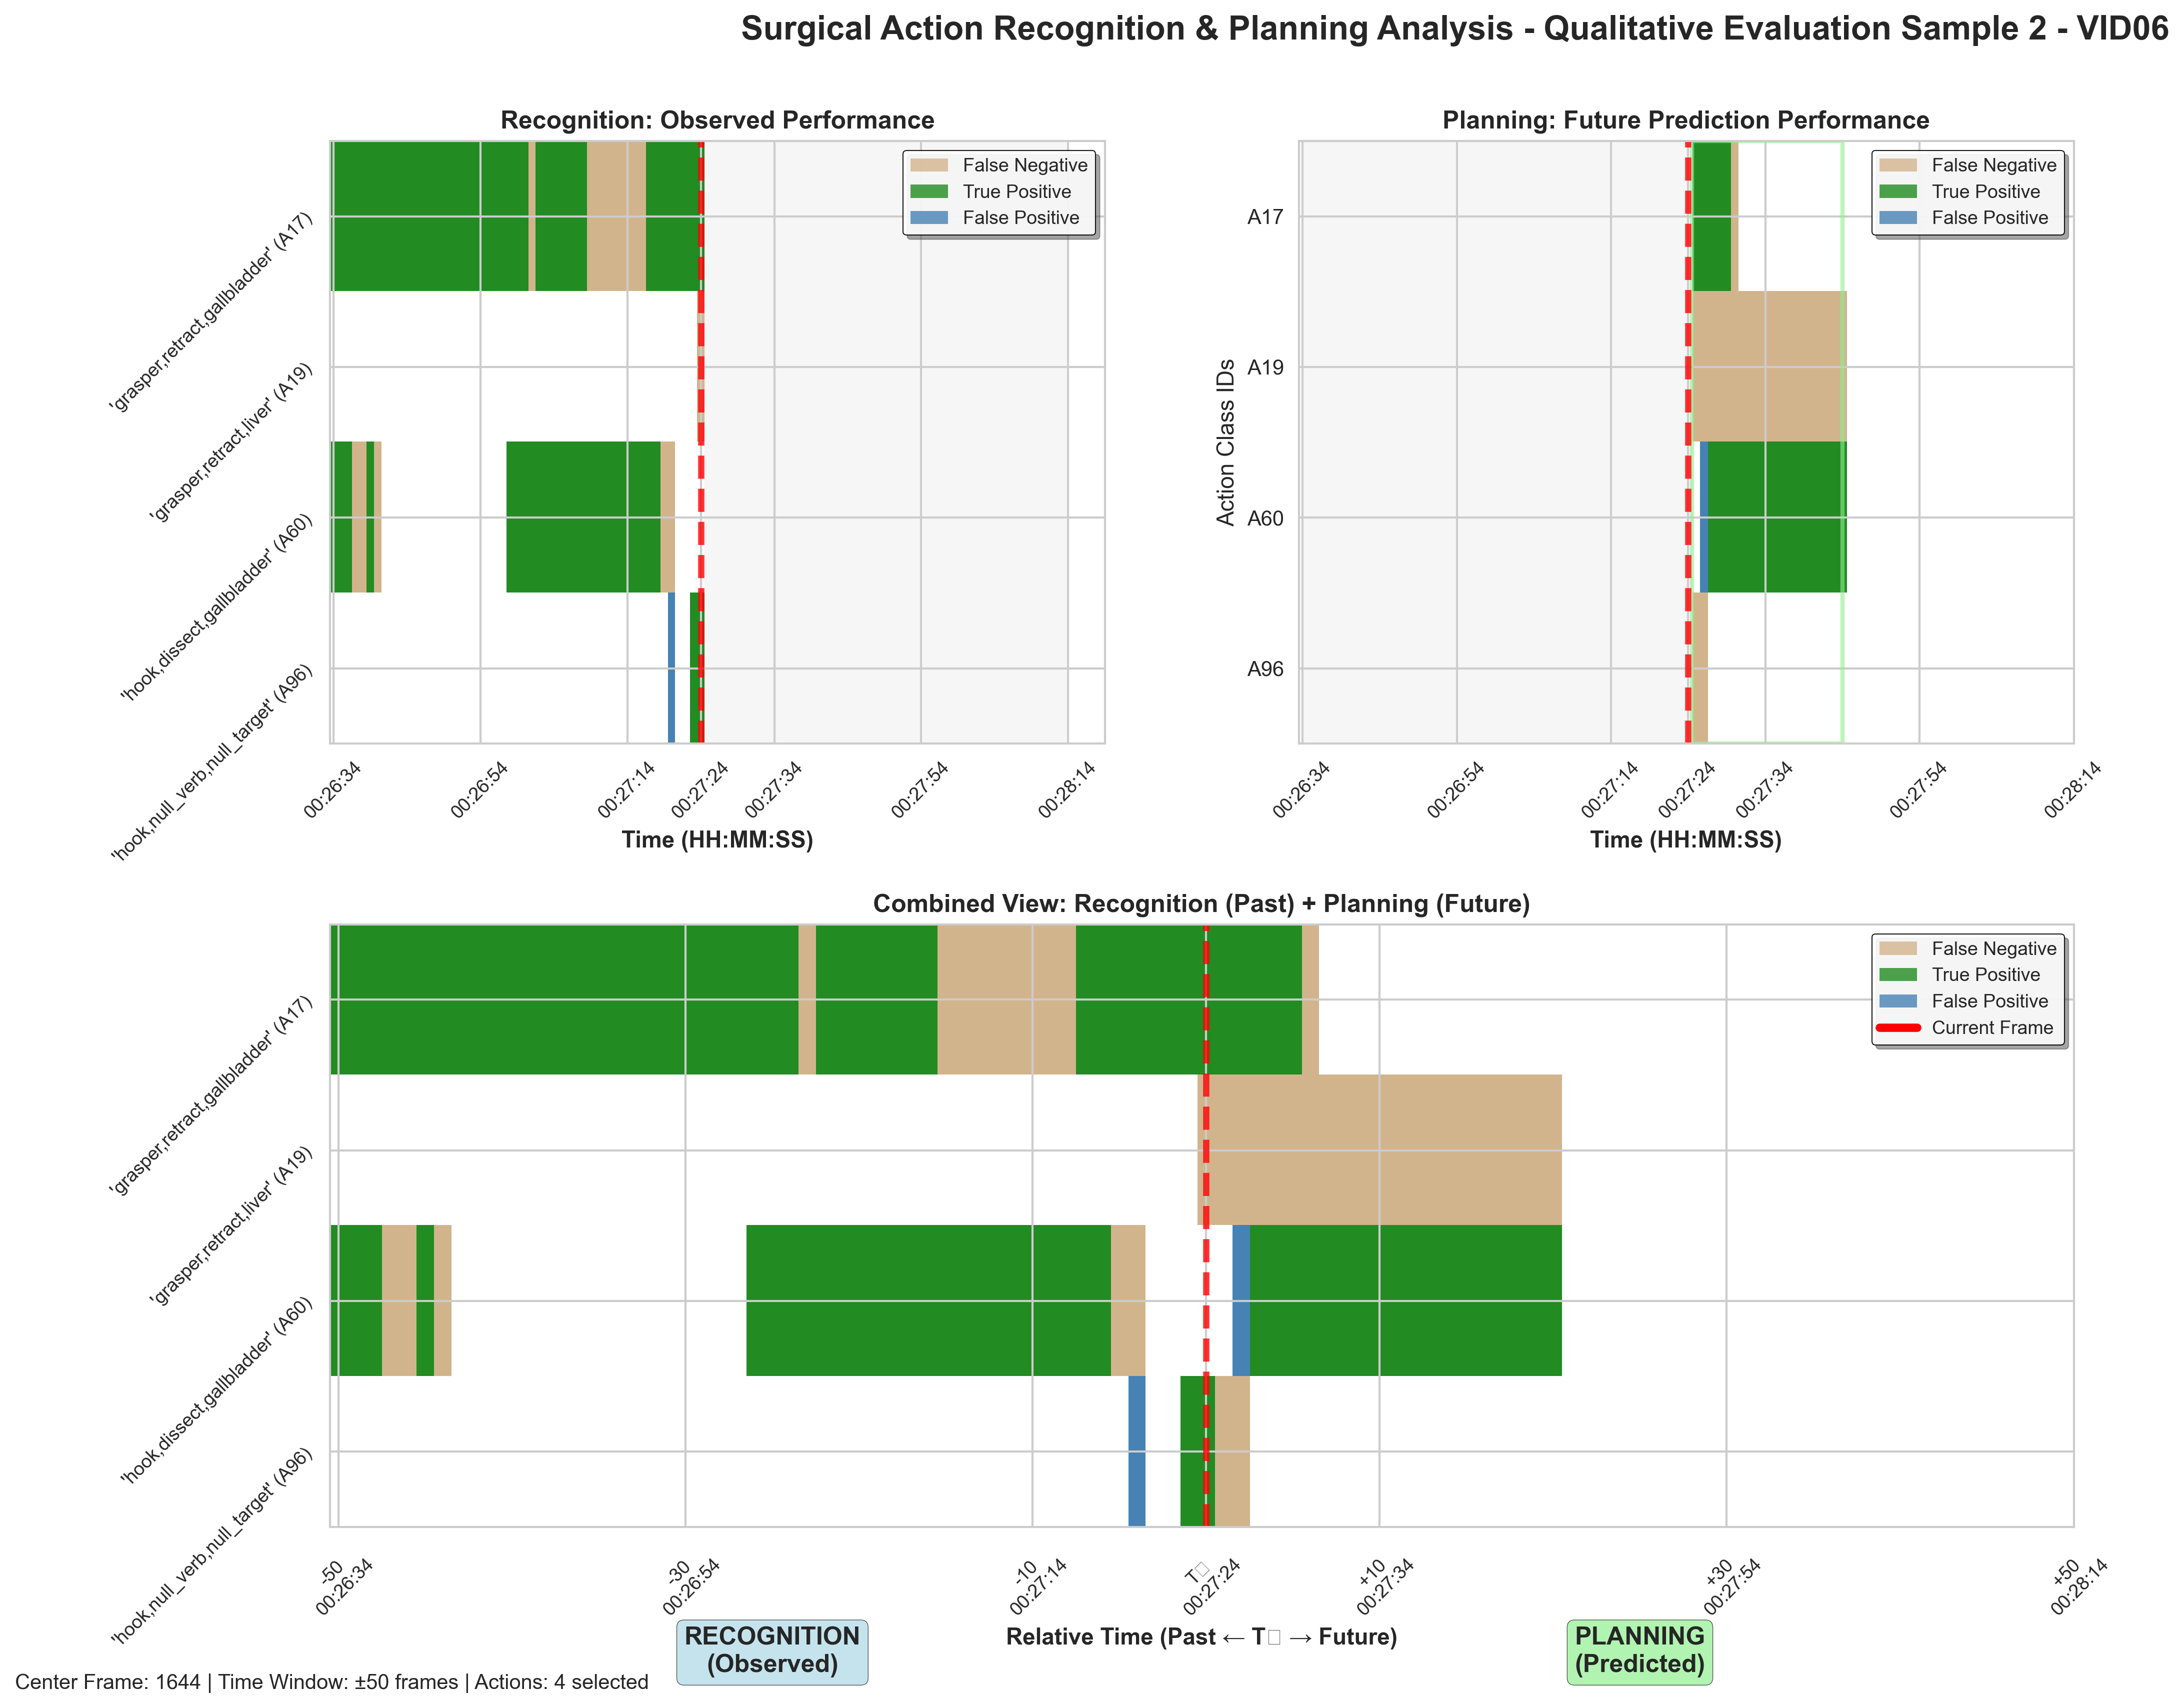 Surgical Action Recognition & Planning Analysis - Qualitative Evaluation Sample 2 - VID06
Recognition: Observed Performance
False Negative
True Positive
False Positive
'grasper,retract,gallbladder' (A17)
'grasper,retract,liver' (A19)
'hook,dissect,gallbladder' (A60)
'hook,null_verb,null_target' (A96)
00:26:34
00:26:54
00:27:14
00:27:24
00:27:34
00:27:54
00:28:14
Time (HH:MM:SS)
Planning: Future Prediction Performance
False Negative
True Positive
False Positive
Action Class IDs
A17
A19
A60
A96
00:26:34
00:26:54
00:27:14
00:27:24
00:27:34
00:27:54
00:28:14
Time (HH:MM:SS)
Combined View: Recognition (Past) + Planning (Future)
False Negative
True Positive
False Positive
Current Frame
'grasper,retract,gallbladder' (A17)
'grasper,retract,liver' (A19)
'hook,dissect,gallbladder' (A60)
'hook,null_verb,null_target' (A96)
-50
00:26:34
-30
00:26:54
-10
00:27:14
T□
00:27:24
+10
00:27:34
+30
00:27:54
+50
00:28:14
Relative Time (Past ← T□ → Future)
RECOGNITION
(Observed)
PLANNING
(Predicted)
Center Frame: 1644 | Time Window: ±50 frames | Actions: 4 selected